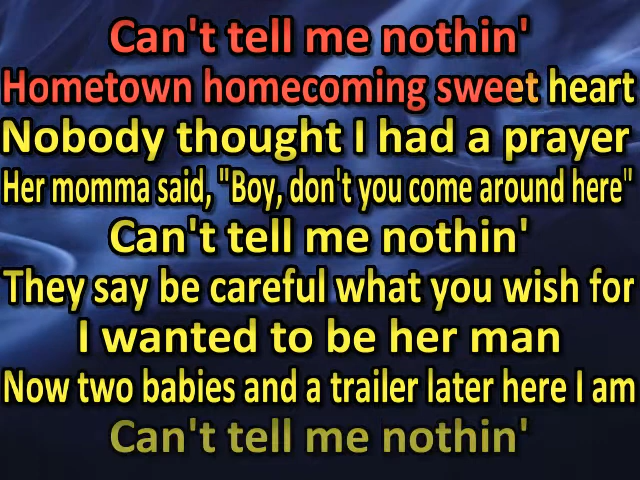 Can't tell me nothin'
Hometown homecoming sweet heart
Nobody thought I had a prayer
Her momma said, "Boy, don't you come around here"
Can't tell me nothin'
They say be careful what you wish for
I wanted to be her man
Now two babies and a trailer later here I am
Can't tell me nothin'